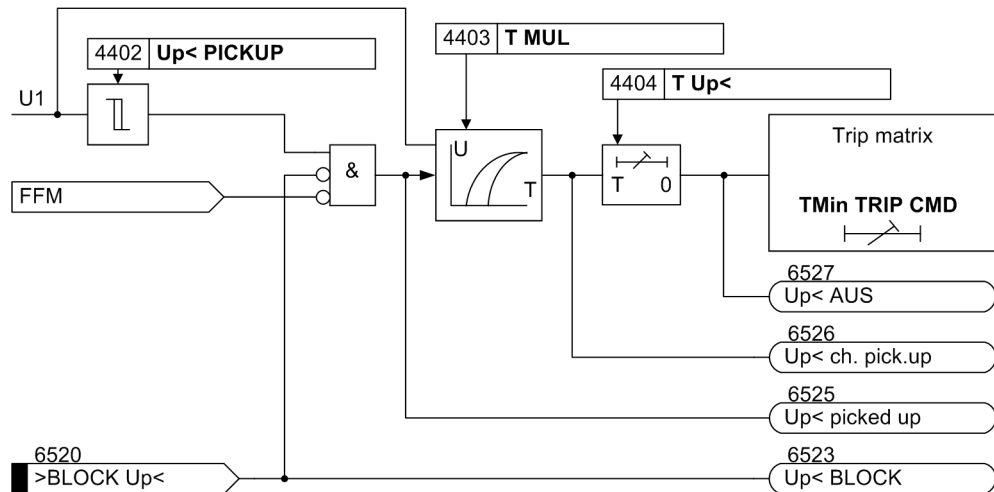 4402 Up< PICKUP
4403 T MUL
4404 T Up<
U1
&
U
T
T 0
Trip matrix
TMin TRIP CMD
FFM
6527
Up< AUS
6526
Up< ch. pick.up
6525
Up< picked up
6520
>BLOCK Up<
6523
Up< BLOCK